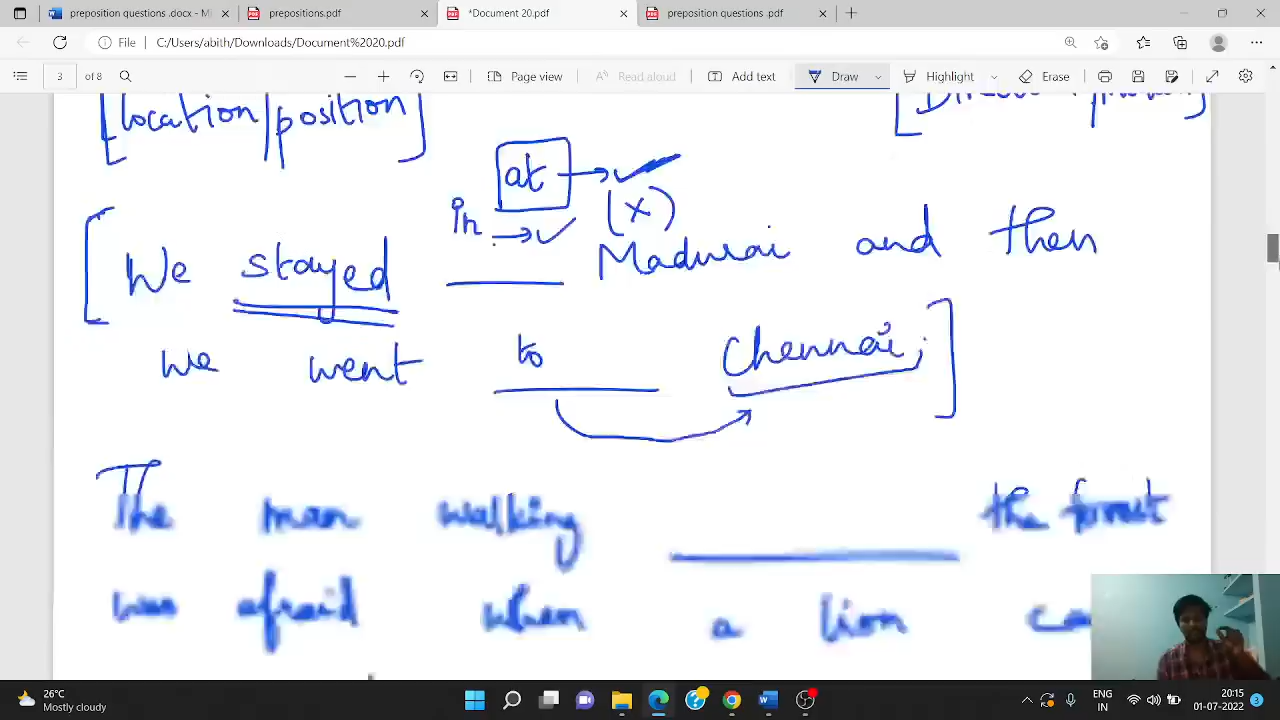 preposition questions .docx - Mi
prepositions.pdf
*Document 20.pdf
preposition questions .pdf
File
C:/Users/abith/Downloads/Document%2020.pdf
3 of 8
Page view
Read aloud
Add text
Draw
Highlight
Erase
[location/position]
at → ✓
in → ✓ (x)
[We stayed ____ Madurai and then
we went to Chennai;]
The man walking ____ the forest
was afraid when a lion
26°C
Mostly cloudy
ENG
IN
20:15
01-07-2022